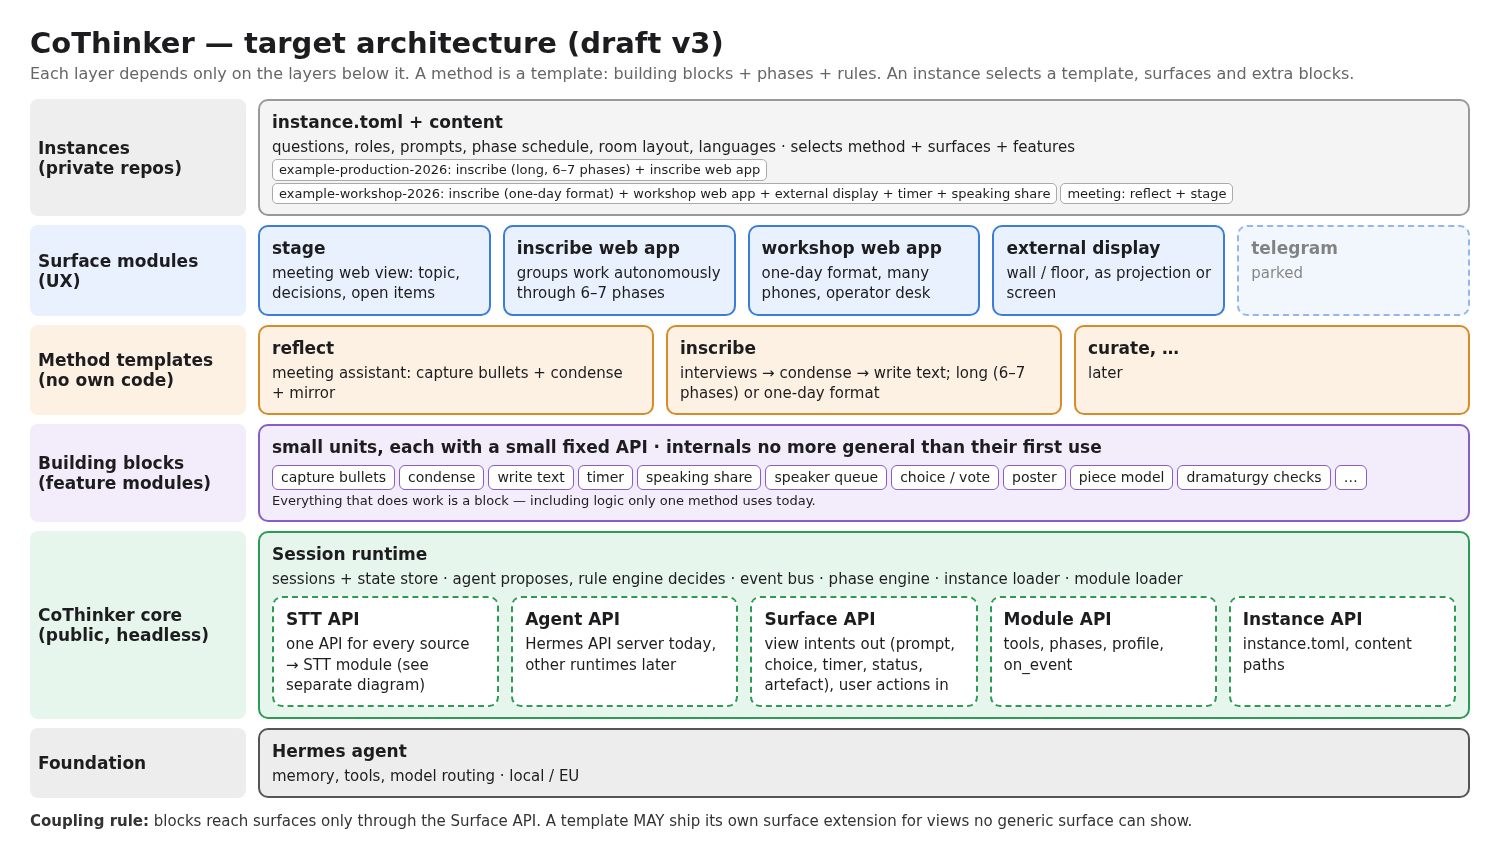 CoThinker — target architecture (draft v3)
Each layer depends only on the layers below it. A method is a template: building blocks + phases + rules. An instance selects a template, surfaces and extra blocks.
Instances
(private repos)
instance.toml + content
questions, roles, prompts, phase schedule, room layout, languages · selects method + surfaces + features
example-production-2026: inscribe (long, 6–7 phases) + inscribe web app
example-workshop-2026: inscribe (one-day format) + workshop web app + external display + timer + speaking share
meeting: reflect + stage
Surface modules
(UX)
stage
meeting web view: topic,
decisions, open items
inscribe web app
groups work autonomously
through 6–7 phases
workshop web app
one-day format, many
phones, operator desk
external display
wall / floor, as projection or
screen
telegram
parked
Method templates
(no own code)
reflect
meeting assistant: capture bullets + condense
+ mirror
inscribe
interviews → condense → write text; long (6–7
phases) or one-day format
curate, …
later
Building blocks
(feature modules)
small units, each with a small fixed API · internals no more general than their first use
capture bullets
condense
write text
timer
speaking share
speaker queue
choice / vote
poster
piece model
dramaturgy checks
…
Everything that does work is a block — including logic only one method uses today.
CoThinker core
(public, headless)
Session runtime
sessions + state store · agent proposes, rule engine decides · event bus · phase engine · instance loader · module loader
STT API
one API for every source
→ STT module (see
separate diagram)
Agent API
Hermes API server today,
other runtimes later
Surface API
view intents out (prompt,
choice, timer, status,
artefact), user actions in
Module API
tools, phases, profile,
on_event
Instance API
instance.toml, content
paths
Foundation
Hermes agent
memory, tools, model routing · local / EU
Coupling rule: blocks reach surfaces only through the Surface API. A template MAY ship its own surface extension for views no generic surface can show.